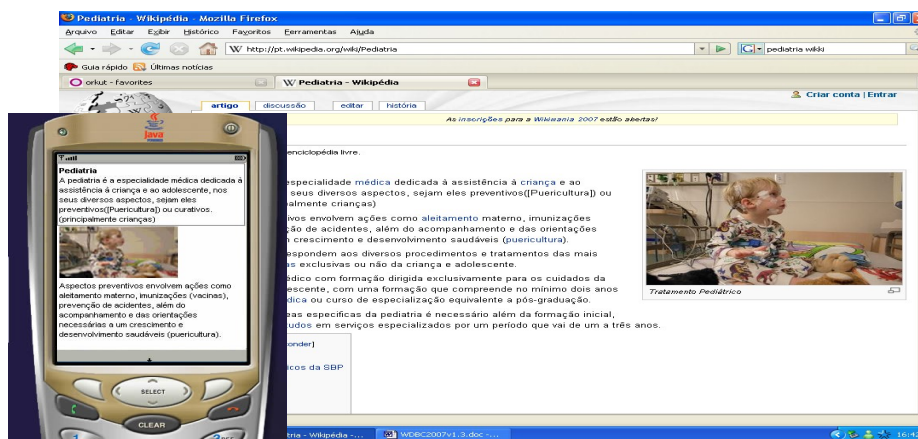 Pediatria - Wikipédia - Mozilla Firefox
Arquivo Editar Exibir Histórico Favoritos Ferramentas Ajuda
http://pt.wikipedia.org/wiki/Pediatria
pediatria wikki
Guia rápido Últimas notícias
orkut - favorites
Pediatria - Wikipédia
Criar conta | Entrar
artigo discussão editar história
As inscrições para a Wikimania 2007 estão abertas!
enciclopédia livre.
especialidade médica dedicada à assistência à criança e ao
seus diversos aspectos, sejam eles preventivos([Puericultura]) ou
palmente crianças)
ivos envolvem ações como aleitamento materno, imunizações
ção de acidentes, além do acompanhamento e das orientações
crescimento e desenvolvimento saudáveis (puericultura).
espondem aos diversos procedimentos e tratamentos das mais
as exclusivas ou não da criança e adolescente.
édico com formação dirigida exclusivamente para os cuidados da
escente, com uma formação que compreende no mínimo dois anos
dica ou curso de especialização equivalente a pós-graduação.
eas específicas da pediatria é necessário além da formação inicial,
tudos em serviços especializados por um período que vai de um a três anos.
Tratamento Pediátrico
onder]
icos da SBP
tria - Wikipédia -...
WDBC2007v1.3.doc -...
16:42
Java
Pediatria
A pediatria é a especialidade médica dedicada à
assistência à criança e ao adolescente, nos
seus diversos aspectos, sejam eles
preventivos([Puericultura]) ou curativos.
(principalmente crianças)
Aspectos preventivos envolvem ações como
aleitamento materno, imunizações (vacinas),
prevenção de acidentes, além do
acompanhamento e das orientações
necessárias a um crescimento e
desenvolvimento saudáveis (puericultura).
SELECT
CLEAR